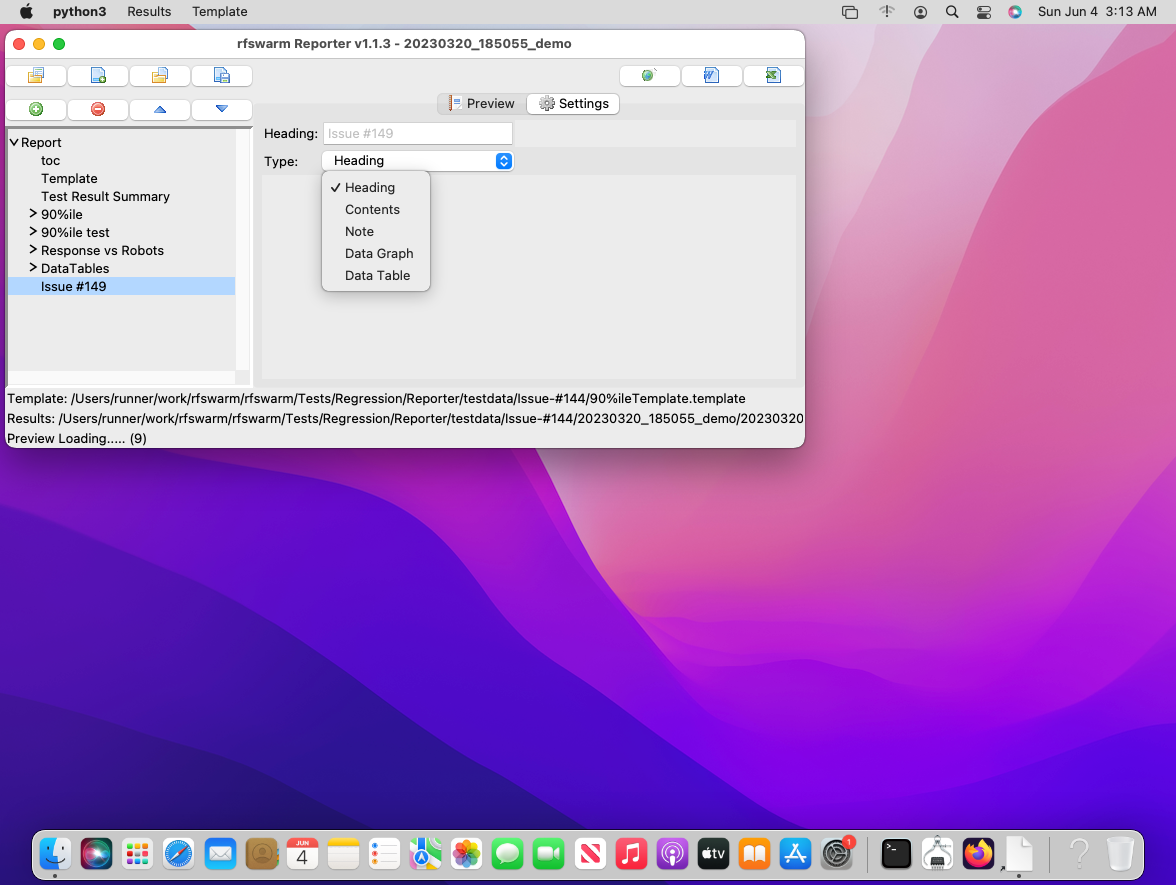 python3 Results Template Sun Jun 4 3:13 AM
rfswarm Reporter v1.1.3 - 20230320_185055_demo
Preview Settings
Report
toc
Template
Test Result Summary
90%ile
90%ile test
Response vs Robots
DataTables
Issue #149
Heading: Issue #149
Type: Heading
Heading
Contents
Note
Data Graph
Data Table
Template: /Users/runner/work/rfswarm/rfswarm/Tests/Regression/Reporter/testdata/Issue-#144/90%ileTemplate.template
Results: /Users/runner/work/rfswarm/rfswarm/Tests/Regression/Reporter/testdata/Issue-#144/20230320_185055_demo/20230320
Preview Loading..... (9)
JUN
4
tv
1